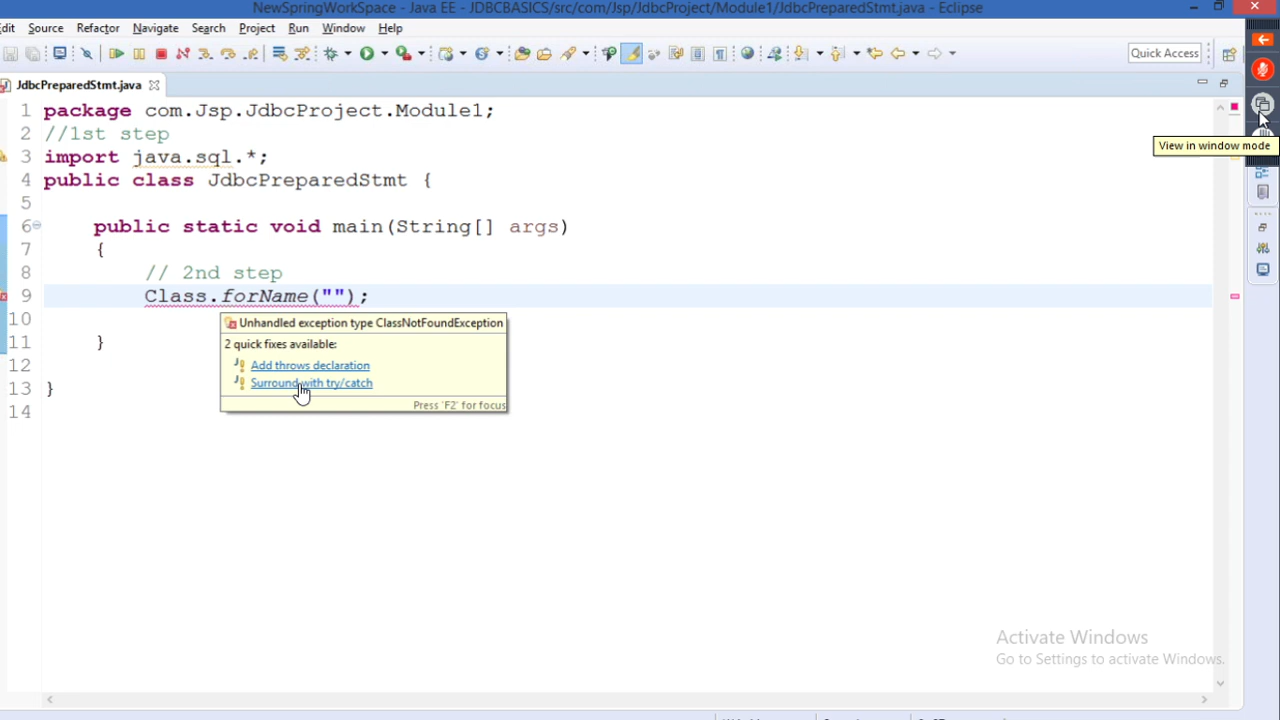 NewSpringWorkSpace - Java EE - JDBCBASICS/src/com/Jsp/JdbcProject/Module1/JdbcPreparedStmt.java - Eclipse
dit Source Refactor Navigate Search Project Run Window Help
Quick Access
JdbcPreparedStmt.java
View in window mode
1 package com.Jsp.JdbcProject.Module1;
2 //1st step
3 import java.sql.*;
4 public class JdbcPreparedStmt {
5
6 public static void main(String[] args)
7 {
8 // 2nd step
9 Class.forName("");
10
11 }
12
13 }
14
Unhandled exception type ClassNotFoundException
2 quick fixes available:
Add throws declaration
Surround with try/catch
Press 'F2' for focus
Activate Windows
Go to Settings to activate Windows.